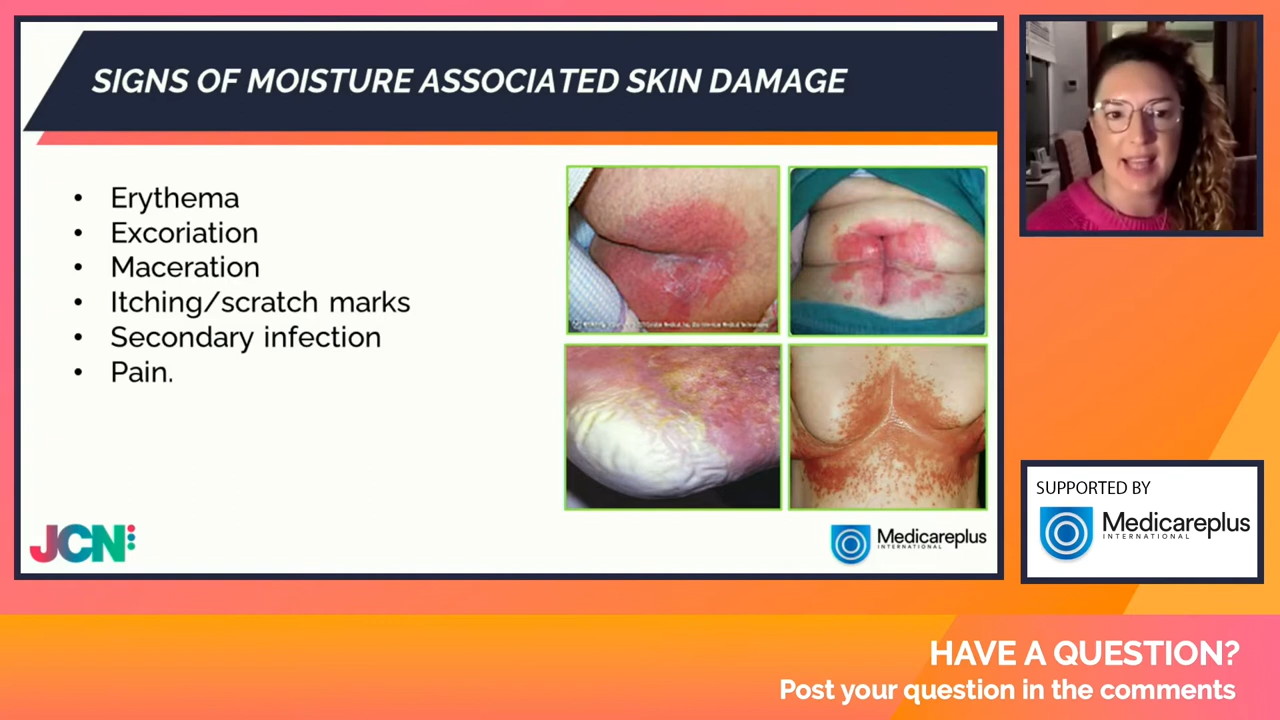 SIGNS OF MOISTURE ASSOCIATED SKIN DAMAGE
• Erythema
• Excoriation
• Maceration
• Itching/scratch marks
• Secondary infection
• Pain.
JCN
Medicareplus
INTERNATIONAL
SUPPORTED BY
Medicareplus
INTERNATIONAL
HAVE A QUESTION?
Post your question in the comments